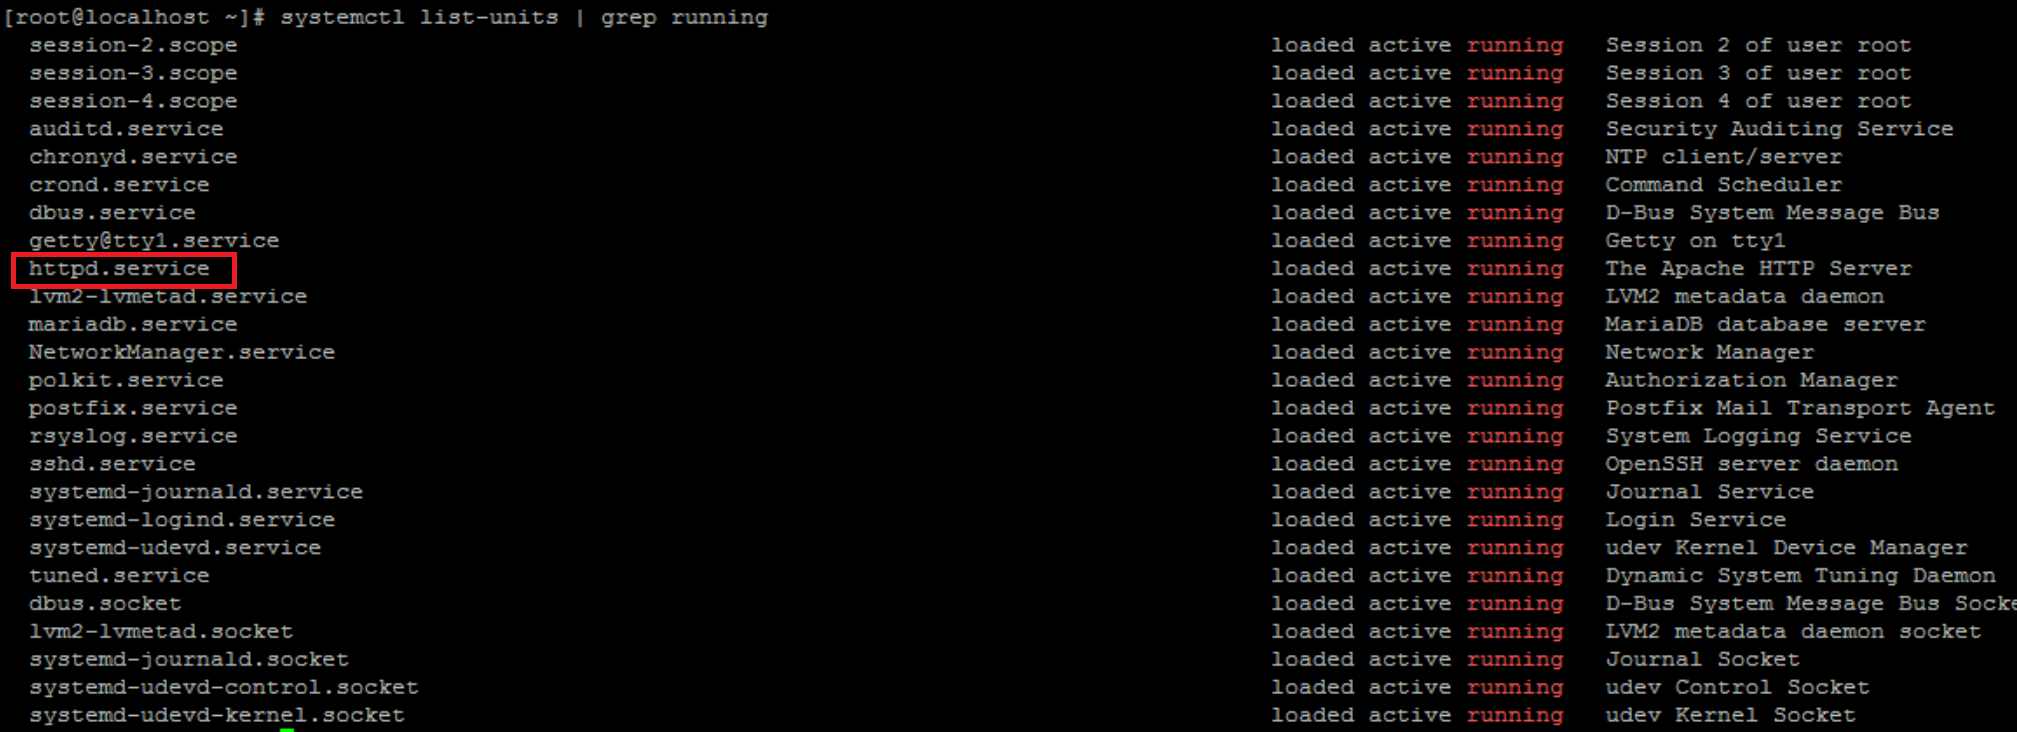 [root@localhost ~]# systemctl list-units | grep running
session-2.scope loaded active running Session 2 of user root
session-3.scope loaded active running Session 3 of user root
session-4.scope loaded active running Session 4 of user root
auditd.service loaded active running Security Auditing Service
chronyd.service loaded active running NTP client/server
crond.service loaded active running Command Scheduler
dbus.service loaded active running D-Bus System Message Bus
getty@tty1.service loaded active running Getty on tty1
httpd.service loaded active running The Apache HTTP Server
lvm2-lvmetad.service loaded active running LVM2 metadata daemon
mariadb.service loaded active running MariaDB database server
NetworkManager.service loaded active running Network Manager
polkit.service loaded active running Authorization Manager
postfix.service loaded active running Postfix Mail Transport Agent
rsyslog.service loaded active running System Logging Service
sshd.service loaded active running OpenSSH server daemon
systemd-journald.service loaded active running Journal Service
systemd-logind.service loaded active running Login Service
systemd-udevd.service loaded active running udev Kernel Device Manager
tuned.service loaded active running Dynamic System Tuning Daemon
dbus.socket loaded active running D-Bus System Message Bus Socke
lvm2-lvmetad.socket loaded active running LVM2 metadata daemon socket
systemd-journald.socket loaded active running Journal Socket
systemd-udevd-control.socket loaded active running udev Control Socket
systemd-udevd-kernel.socket loaded active running udev Kernel Socket